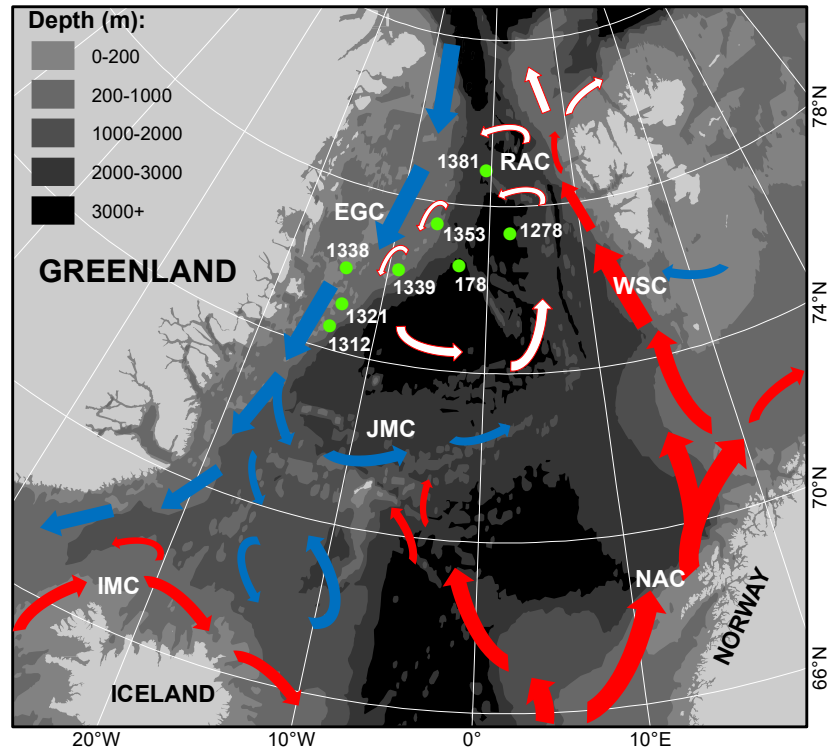 Depth (m):
0-200
200-1000
1000-2000
2000-3000
3000+
78°N
1381
RAC
EGC
1353
1278
1338
GREENLAND
1339
178
WSC
1321
74°N
1312
JMC
70°N
IMC
NAC
NORWAY
ICELAND
66°N
20°W
10°W
0°
10°E